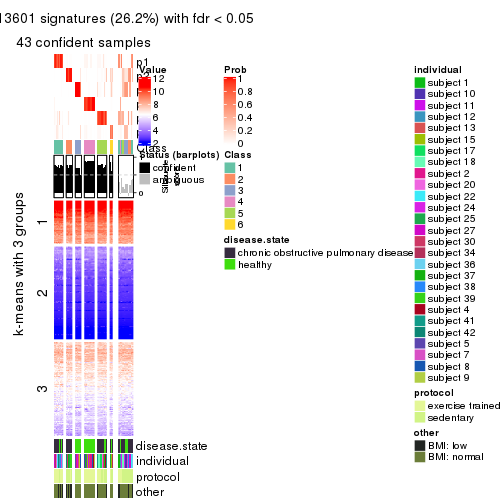 13601 signatures (26.2%) with fdr < 0.05
43 confident samples
p1
Value
12
10
8
6
4
2
Prob
1
0.8
0.6
0.4
0.2
0
Class
Status (barplots)
confident
ambiguous
Silhouette score
0
Class
1
2
3
4
5
6
disease.state
chronic obstructive pulmonary disease
healthy
k-means with 3 groups
1
2
3
disease.state
individual
protocol
other
individual
subject 1
subject 10
subject 11
subject 12
subject 13
subject 15
subject 17
subject 18
subject 2
subject 20
subject 22
subject 24
subject 25
subject 27
subject 30
subject 34
subject 36
subject 37
subject 38
subject 39
subject 4
subject 41
subject 42
subject 5
subject 7
subject 8
subject 9
protocol
exercise trained
sedentary
other
BMI: low
BMI: normal